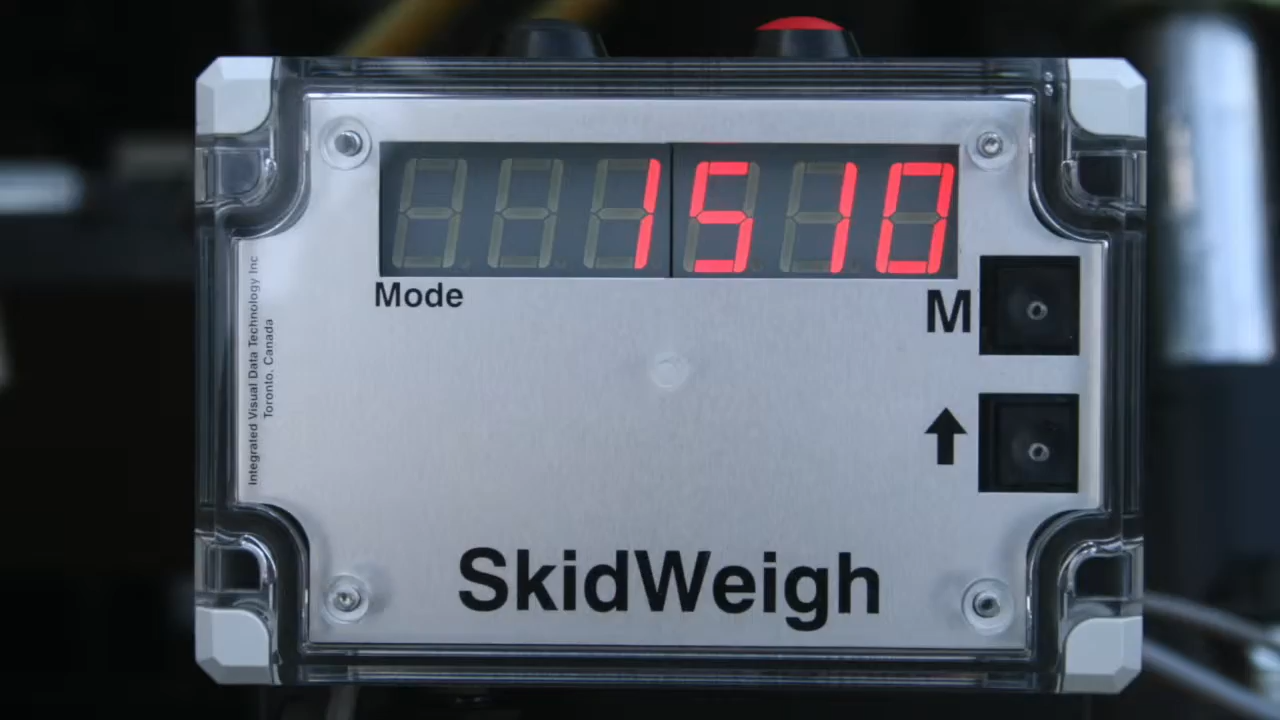 1510
Mode
M
Integrated Visual Data Technology Inc
Toronto. Canada
SkidWeigh